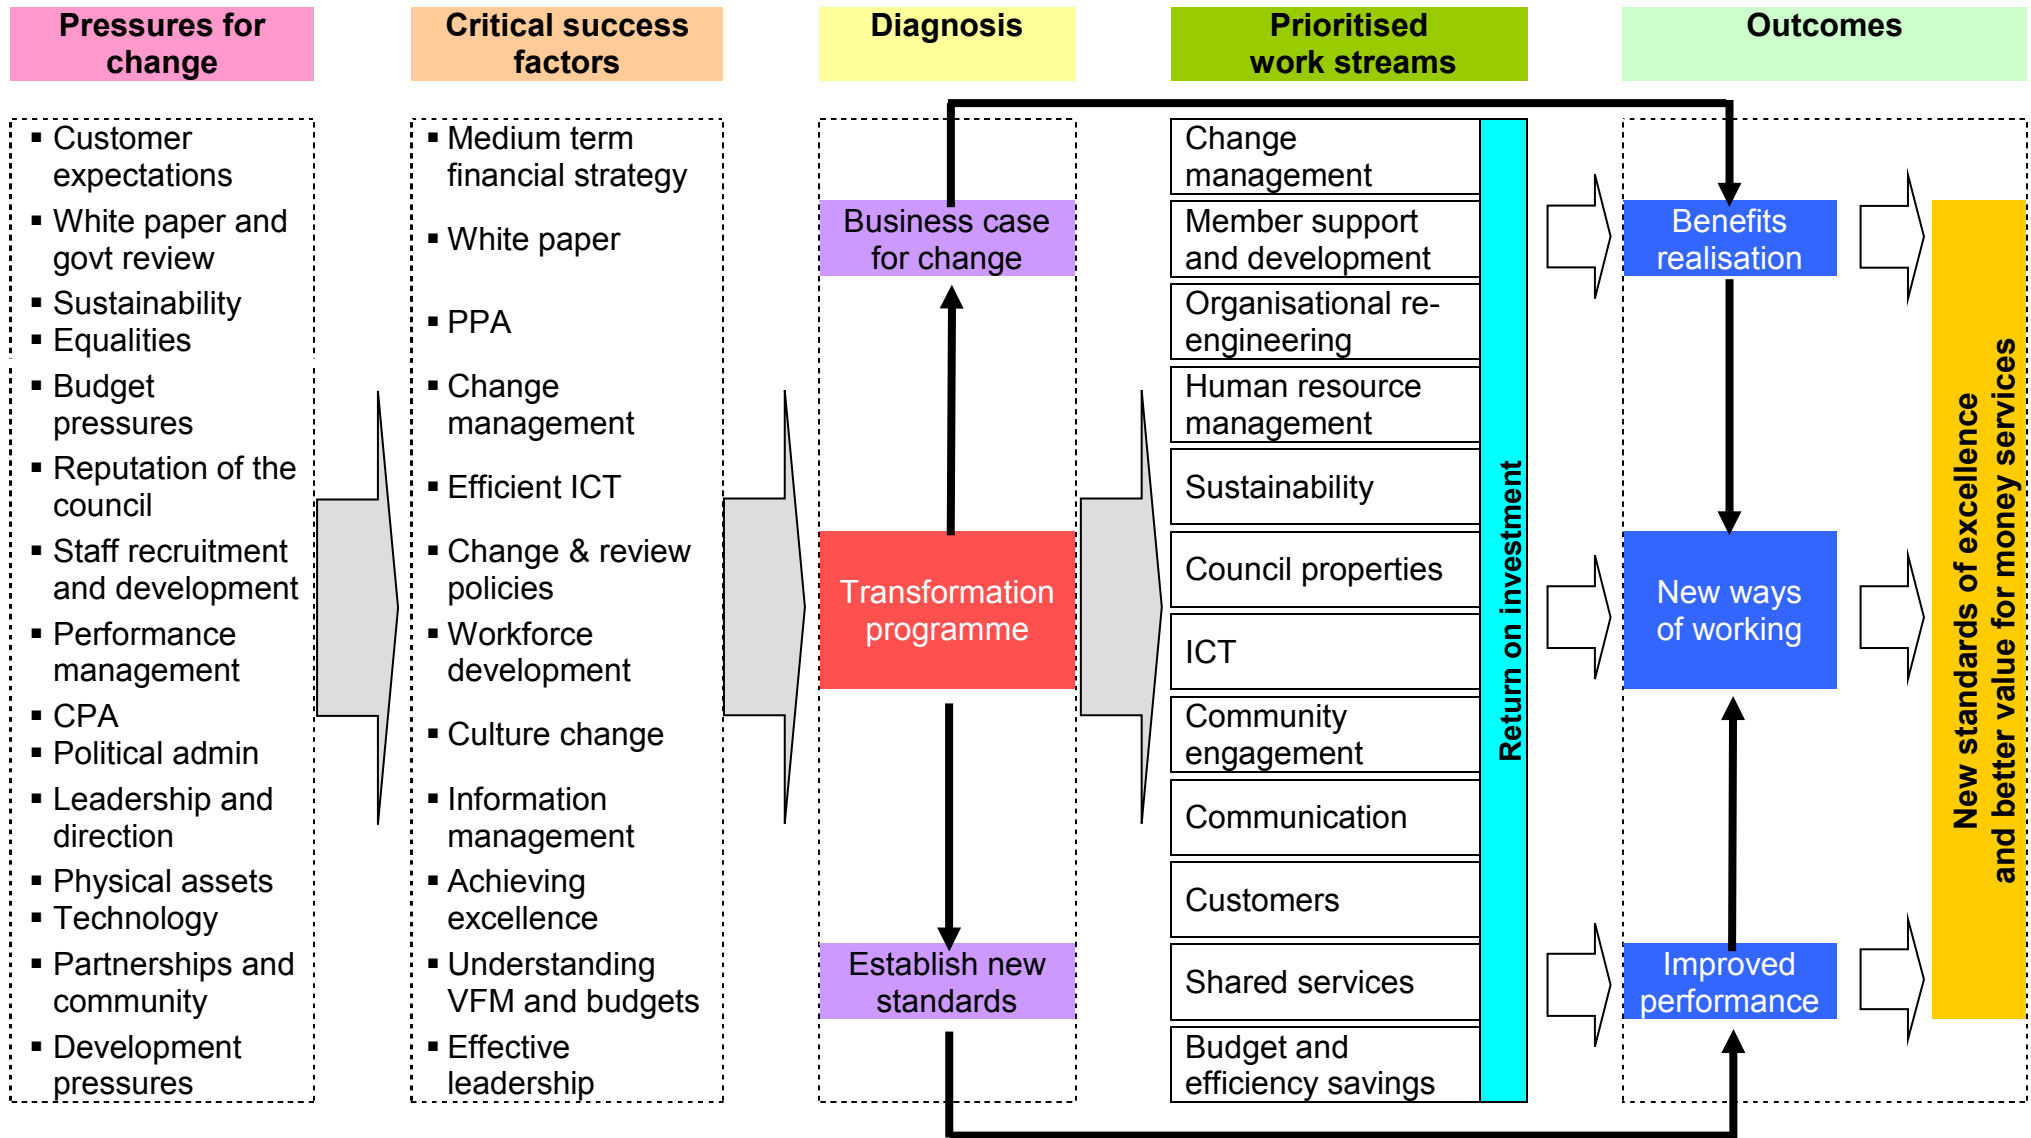 Pressures for
change
Critical success
factors
Diagnosis
Prioritised
work streams
Outcomes
▪ Customer
expectations
▪ White paper and
govt review
▪ Sustainability
▪ Equalities
▪ Budget
pressures
▪ Reputation of the
council
▪ Staff recruitment
and development
▪ Performance
management
▪ CPA
▪ Political admin
▪ Leadership and
direction
▪ Physical assets
▪ Technology
▪ Partnerships and
community
▪ Development
pressures
▪ Medium term
financial strategy
▪ White paper
▪ PPA
▪ Change
management
▪ Efficient ICT
▪ Change & review
policies
▪ Workforce
development
▪ Culture change
▪ Information
management
▪ Achieving
excellence
▪ Understanding
VFM and budgets
▪ Effective
leadership
Business case
for change
Transformation
programme
Establish new
standards
Change
management
Member support
and development
Organisational re-
engineering
Human resource
management
Sustainability
Council properties
ICT
Community
engagement
Communication
Customers
Shared services
Budget and
efficiency savings
Return on investment
Benefits
realisation
New ways
of working
Improved
performance
New standards of excellence
and better value for money services